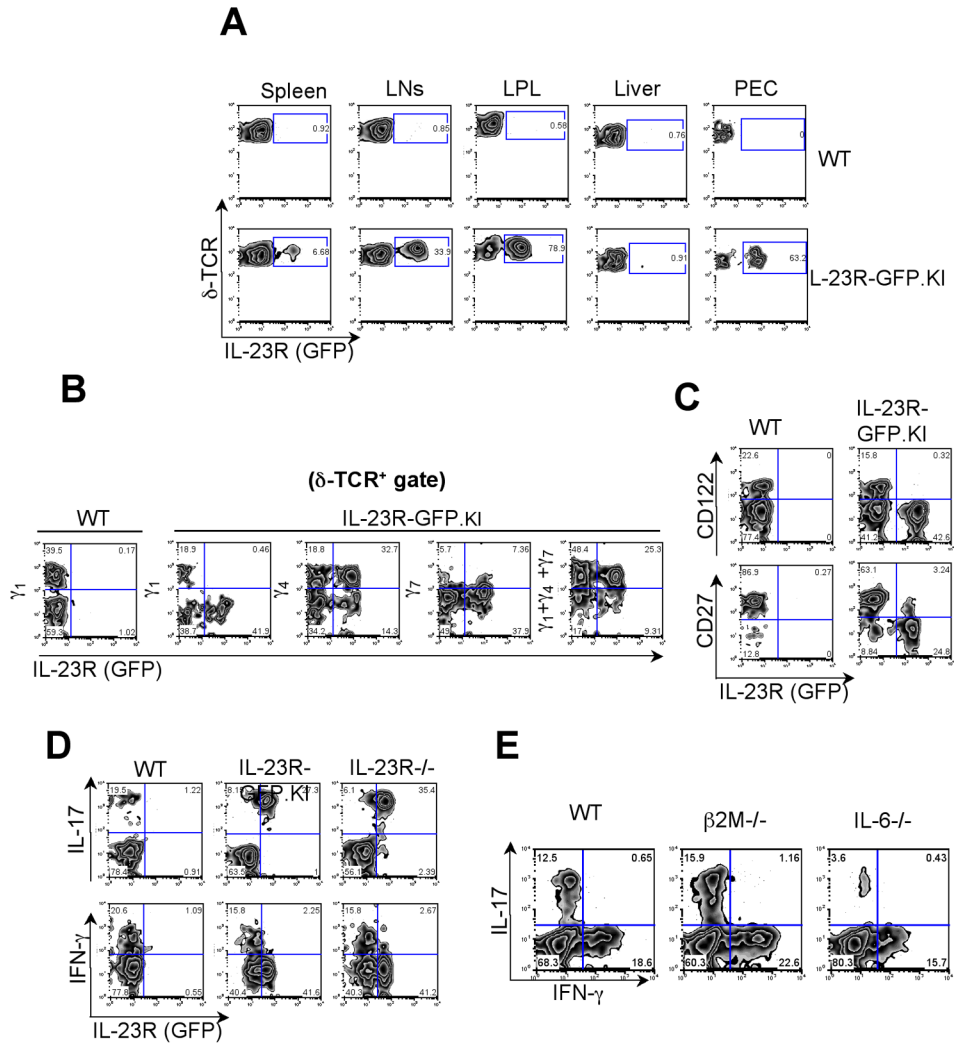 A
Spleen LNs LPL Liver PEC
0.92 0.85 0.58 0.76 0
WT
6.68 33.9 78.9 0.91 63.2
L-23R-GFP.KI
δ-TCR
IL-23R (GFP)
B
(δ-TCR+ gate)
WT IL-23R-GFP.KI
39.5 0.17 18.9 0.46 18.8 32.7 5.7 7.36 48.4 25.3
γ1 γ1 γ4 γ7 γ1+γ4 +γ7
59.3 1.02 38.7 41.9 34.2 14.3 49 37.9 9.31
IL-23R (GFP)
C
WT IL-23R-
GFP.KI
22.6 0 15.8 0.32
CD122
77.4 0 41.2 42.6
86.9 0.27 63.1 3.24
CD27
12.8 0 8.84 24.8
IL-23R (GFP)
D
WT IL-23R- IL-23R-/-
GFP.KI
19.5 1.22 6.1 35.4
IL-17
78.4 0.91 63.5 1 56.1 2.39
20.6 1.09 15.8 2.25 15.8 2.67
IFN-γ
77.8 0.55 40.4 41.6 40.3 41.2
IL-23R (GFP)
E
WT β2M-/- IL-6-/-
12.5 0.65 15.9 1.16 3.6 0.43
IL-17
68.3 18.6 60.3 22.6 80.3 15.7
IFN-γ